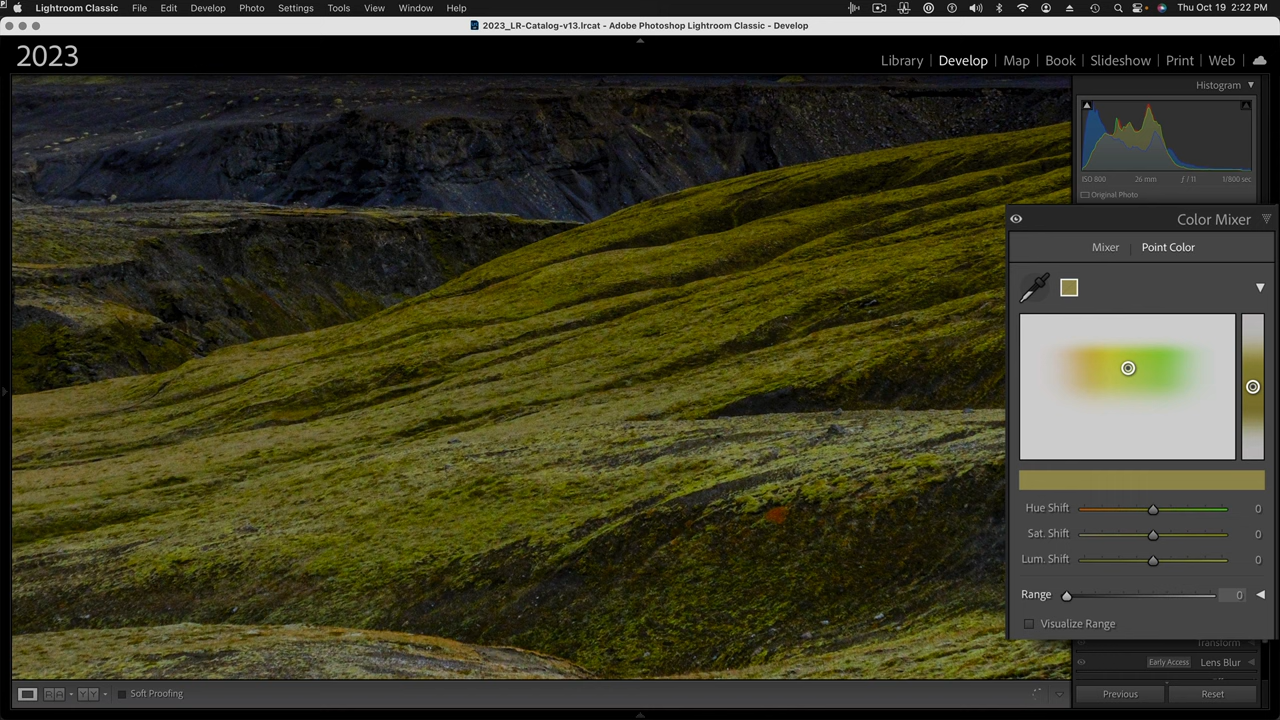 Lightroom Classic File Edit Develop Photo Settings Tools View Window Help Thu Oct 19 2:22 PM
2023_LR-Catalog-v13.lrcat - Adobe Photoshop Lightroom Classic - Develop
2023 Library | Develop | Map | Book | Slideshow | Print | Web
Histogram
ISO 800 26 mm ƒ / 11 1/800 sec
Original Photo
Color Mixer
Mixer | Point Color
Hue Shift 0
Sat. Shift 0
Lum. Shift 0
Range 0
Visualize Range
Transform
Early Access Lens Blur
Soft Proofing Previous Reset